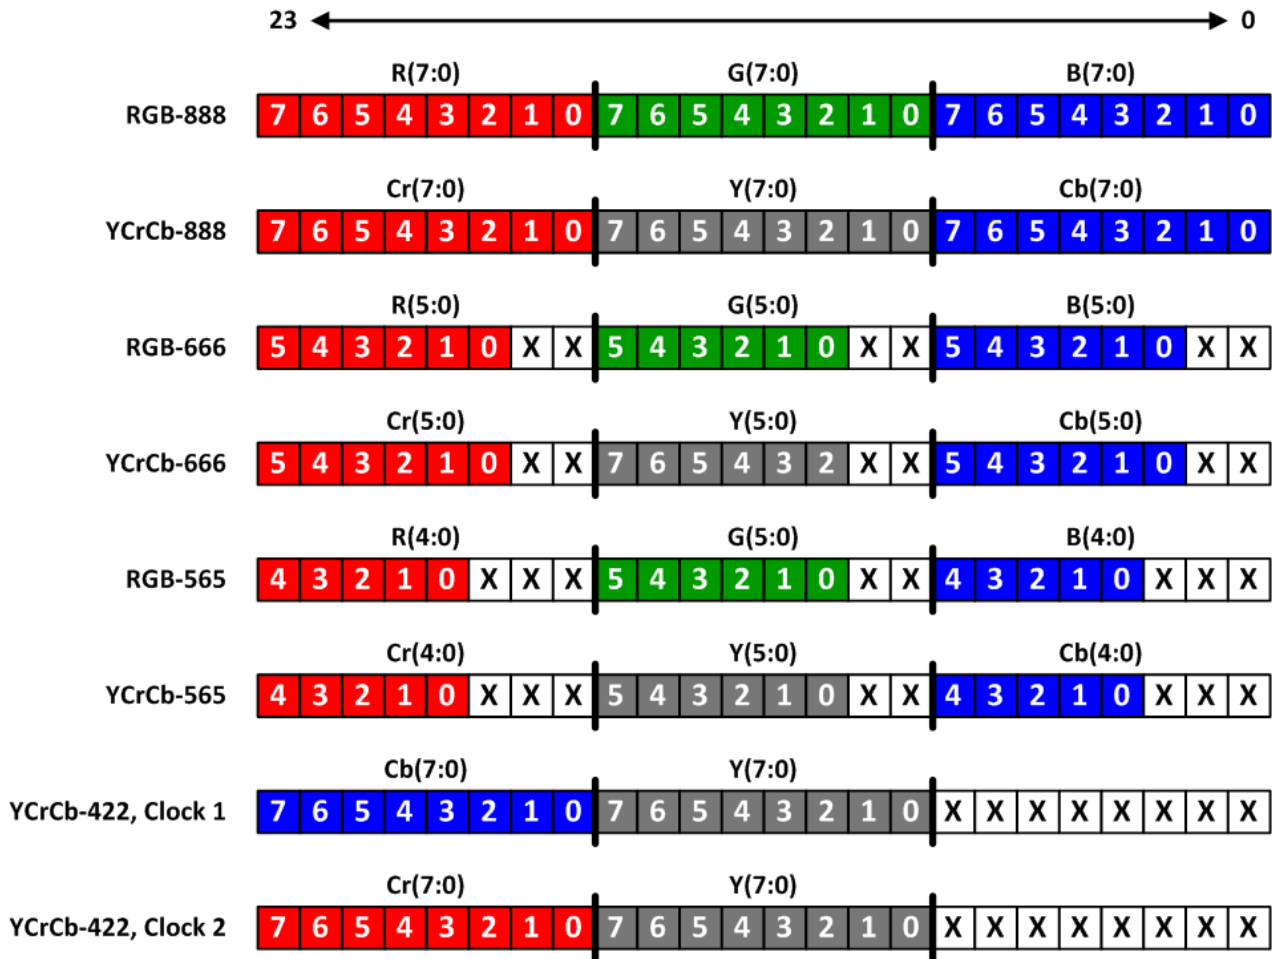 23 0
R(7:0) G(7:0) B(7:0)
RGB-888 7 6 5 4 3 2 1 0 7 6 5 4 3 2 1 0 7 6 5 4 3 2 1 0
Cr(7:0) Y(7:0) Cb(7:0)
YCrCb-888 7 6 5 4 3 2 1 0 7 6 5 4 3 2 1 0 7 6 5 4 3 2 1 0
R(5:0) G(5:0) B(5:0)
RGB-666 5 4 3 2 1 0 X X 5 4 3 2 1 0 X X 5 4 3 2 1 0 X X
Cr(5:0) Y(5:0) Cb(5:0)
YCrCb-666 5 4 3 2 1 0 X X 7 6 5 4 3 2 X X 5 4 3 2 1 0 X X
R(4:0) G(5:0) B(4:0)
RGB-565 4 3 2 1 0 X X X 5 4 3 2 1 0 X X 4 3 2 1 0 X X X
Cr(4:0) Y(5:0) Cb(4:0)
YCrCb-565 4 3 2 1 0 X X X 5 4 3 2 1 0 X X 4 3 2 1 0 X X X
Cb(7:0) Y(7:0)
YCrCb-422, Clock 1 7 6 5 4 3 2 1 0 7 6 5 4 3 2 1 0 X X X X X X X X
Cr(7:0) Y(7:0)
YCrCb-422, Clock 2 7 6 5 4 3 2 1 0 7 6 5 4 3 2 1 0 X X X X X X X X